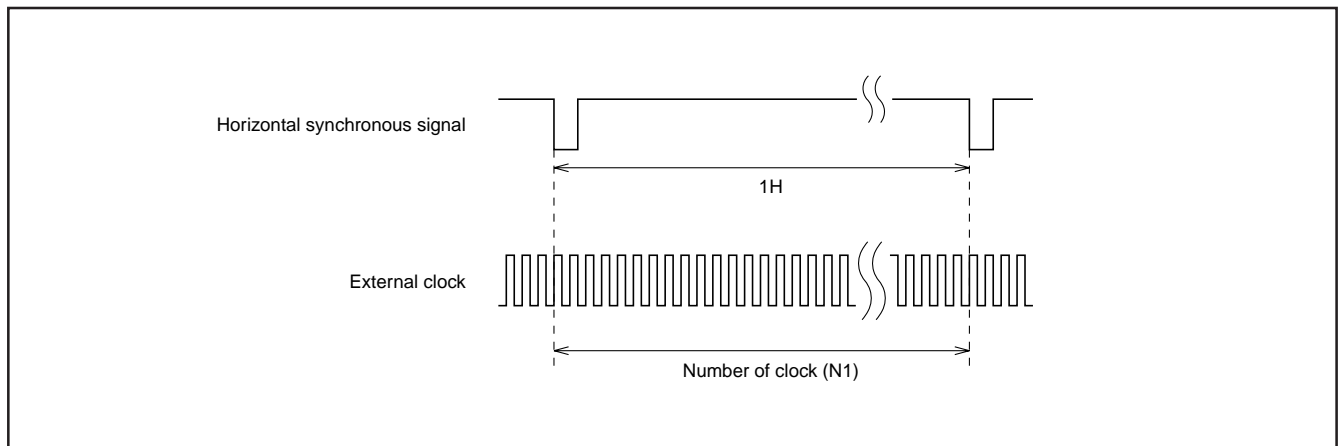 Horizontal synchronous signal
1H
External clock
Number of clock (N1)